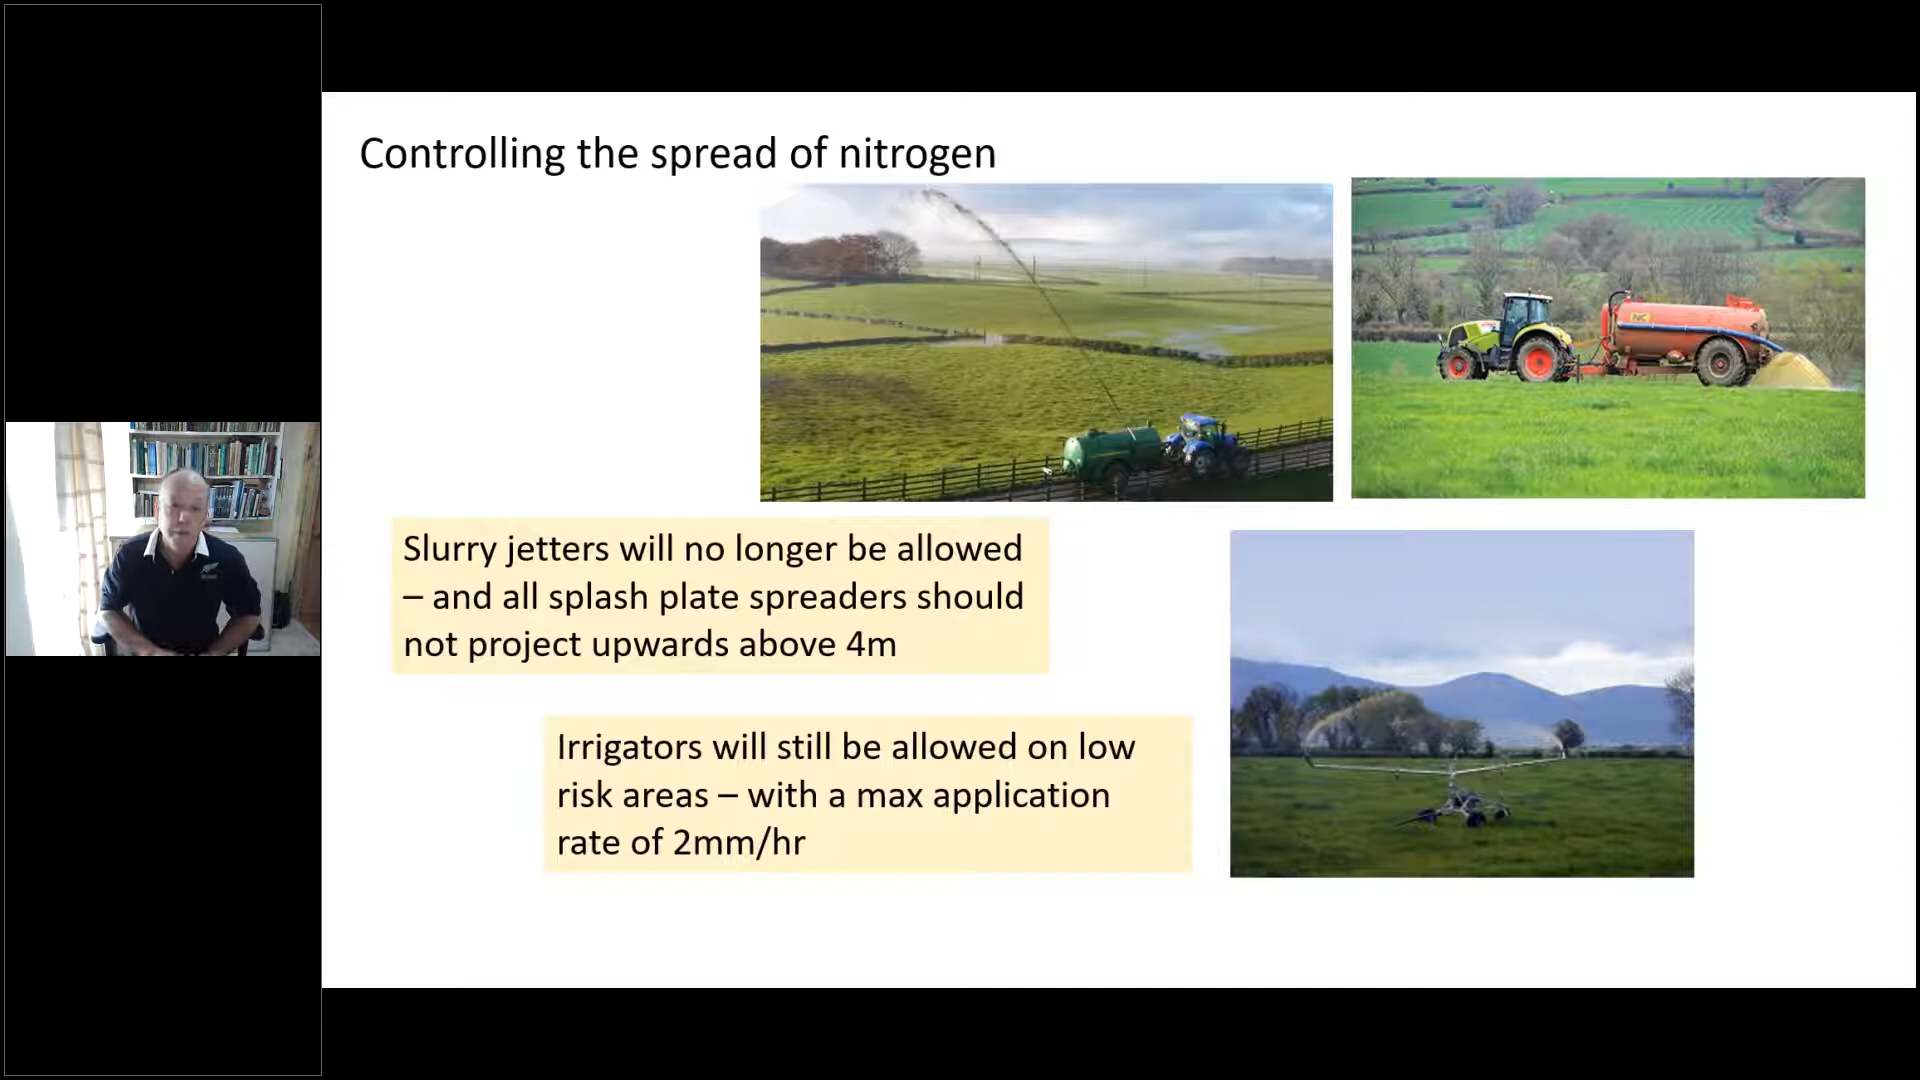 Controlling the spread of nitrogen
Slurry jetters will no longer be allowed
– and all splash plate spreaders should
not project upwards above 4m
Irrigators will still be allowed on low
risk areas – with a max application
rate of 2mm/hr